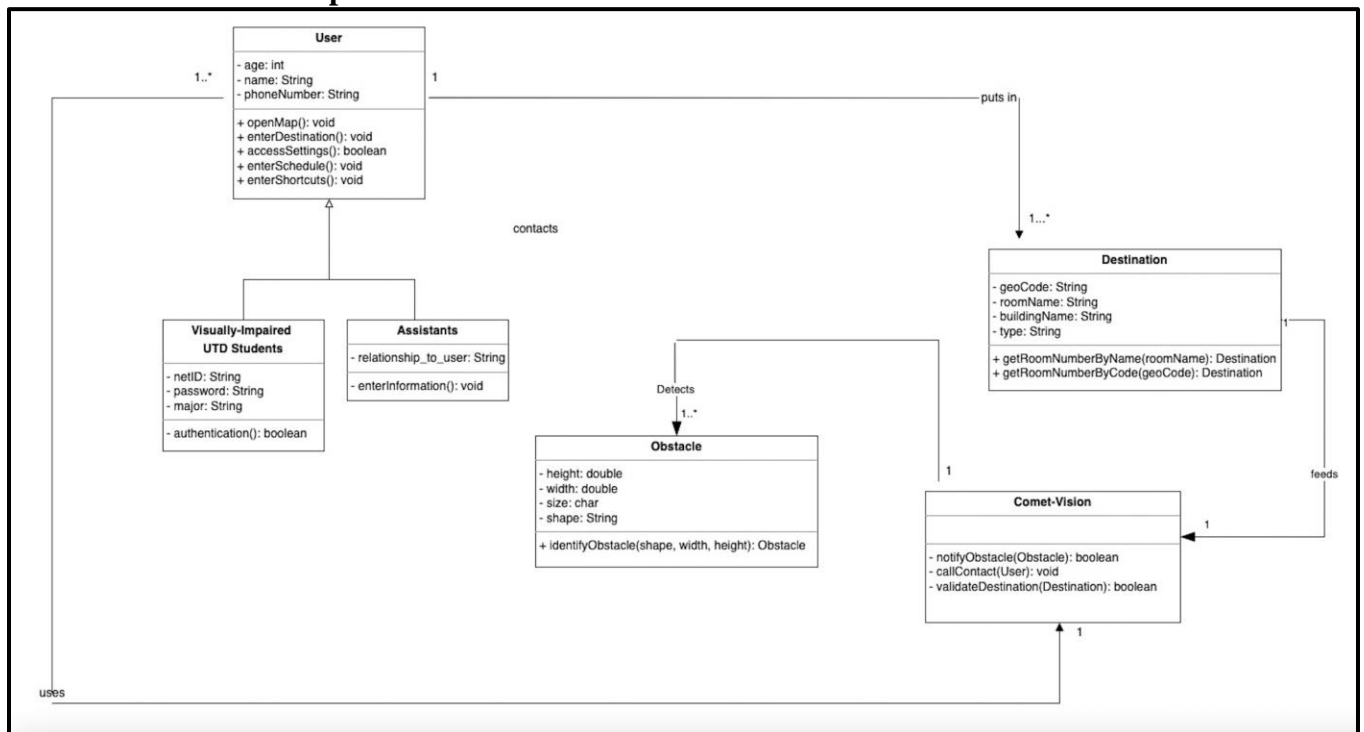 User
- age: int
- name: String
- phoneNumber: String
+ openMap(): void
+ enterDestination(): void
+ accessSettings(): boolean
+ enterSchedule(): void
+ enterShortcuts(): void
1..*
1
puts in
1...*
contacts
Visually-Impaired
UTD Students
- netID: String
- password: String
- major: String
- authentication(): boolean
Assistants
- relationship_to_user: String
- enterInformation(): void
Destination
- geoCode: String
- roomName: String
- buildingName: String
- type: String
+ getRoomNumberByName(roomName): Destination
+ getRoomNumberByCode(geoCode): Destination
1
feeds
1
Detects
1..*
1
Obstacle
- height: double
- width: double
- size: char
- shape: String
+ identifyObstacle(shape, width, height): Obstacle
Comet-Vision
- notifyObstacle(Obstacle): boolean
- callContact(User): void
- validateDestination(Destination): boolean
1
uses